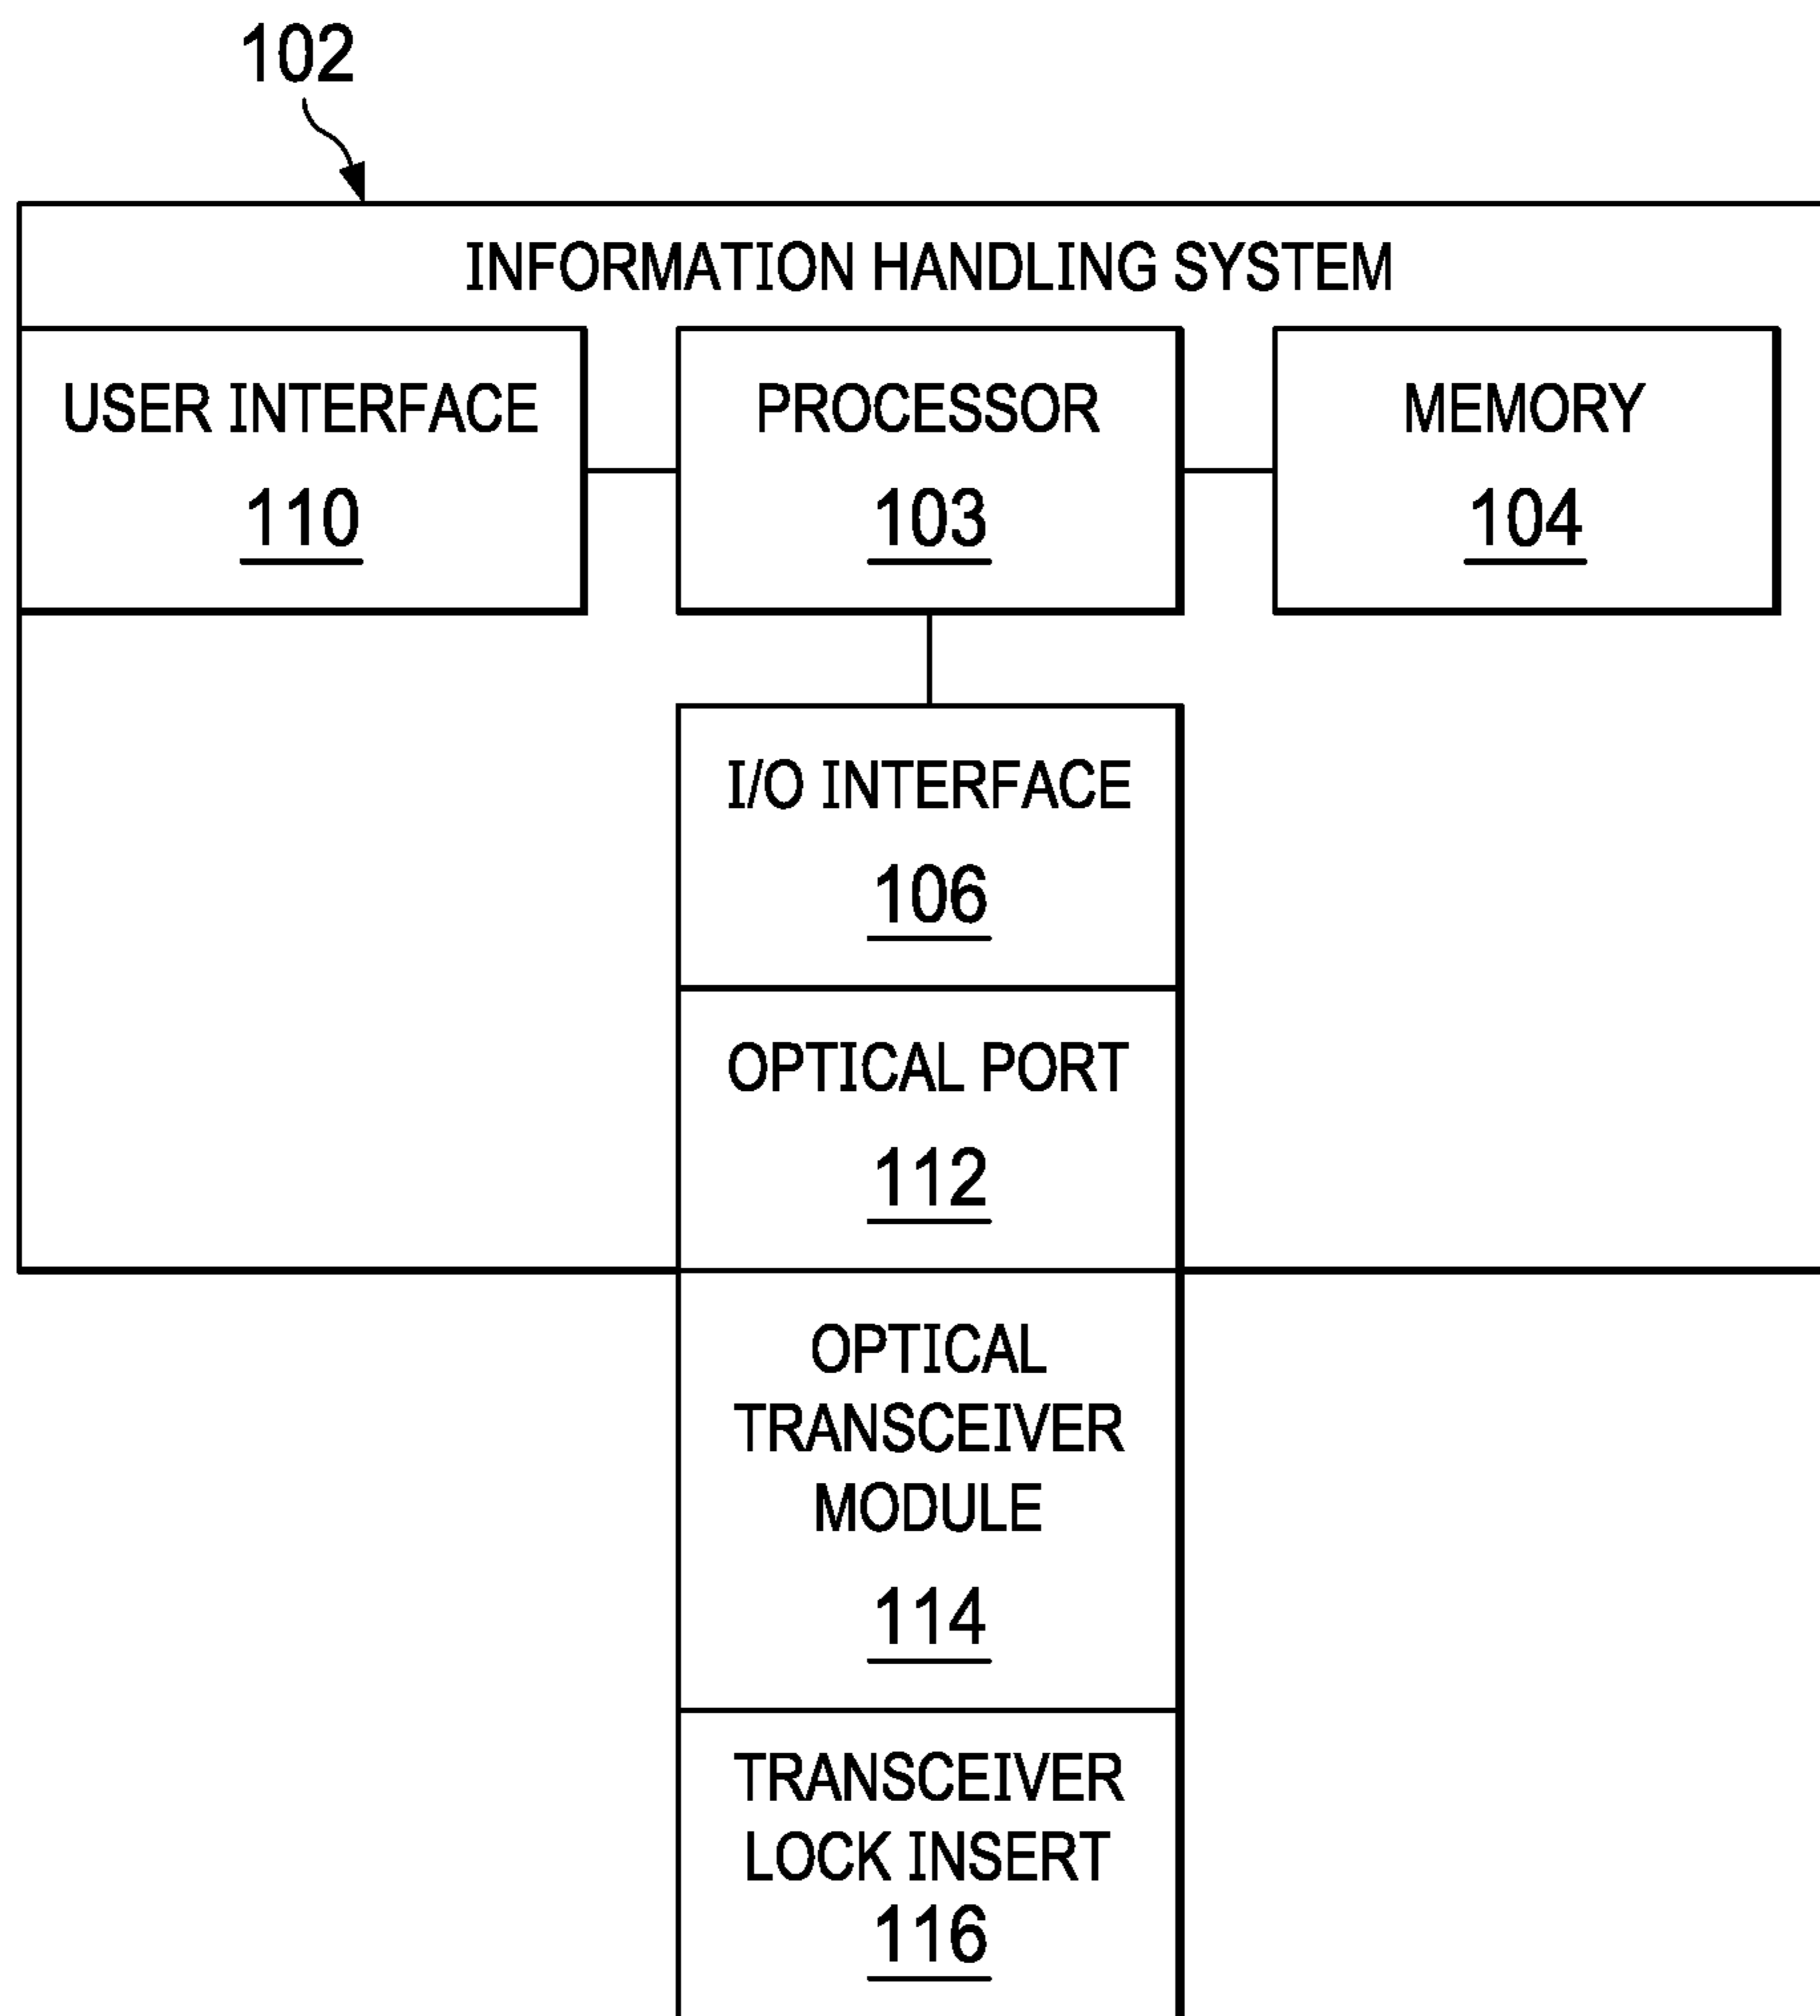 102
INFORMATION HANDLING SYSTEM
USER INTERFACE
110
PROCESSOR
103
MEMORY
104
I/O INTERFACE
106
OPTICAL PORT
112
OPTICAL
TRANSCEIVER
MODULE
114
TRANSCEIVER
LOCK INSERT
116